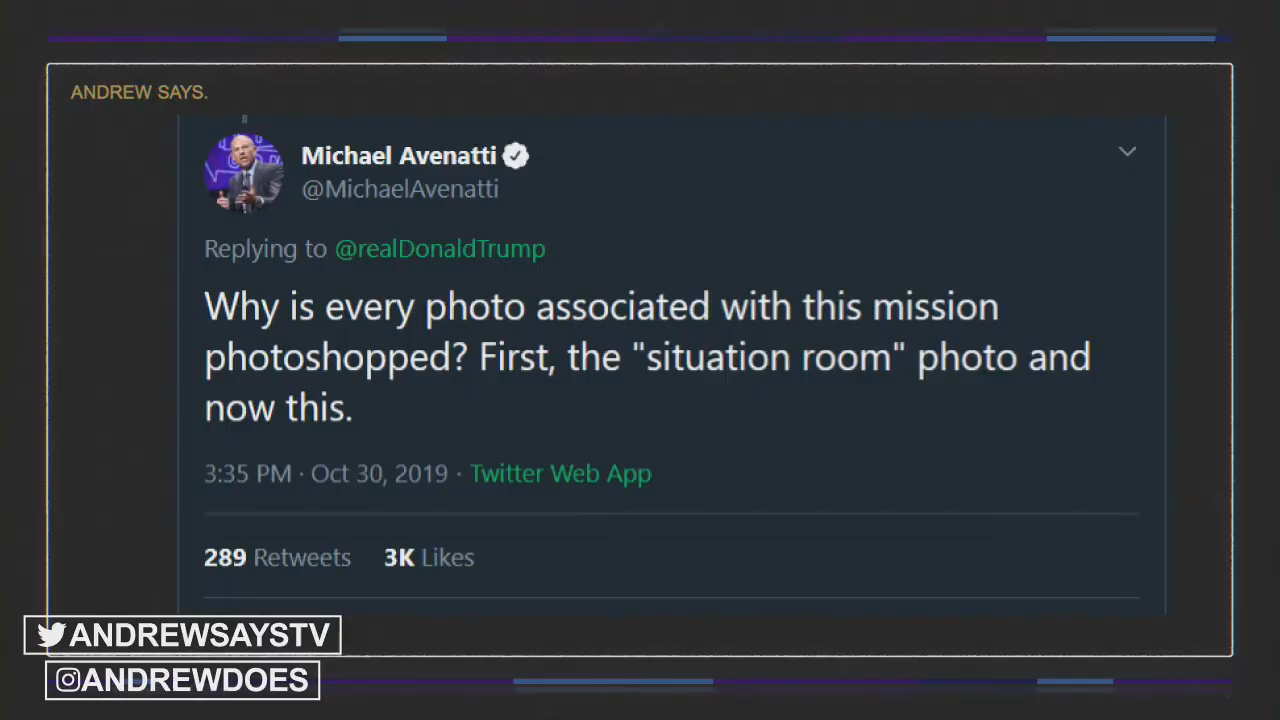 ANDREW SAYS.
Michael Avenatti
@MichaelAvenatti
Replying to @realDonaldTrump
Why is every photo associated with this mission
photoshopped? First, the "situation room" photo and
now this.
3:35 PM · Oct 30, 2019 · Twitter Web App
289 Retweets 3K Likes
ANDREWSAYSTV
ANDREWDOES